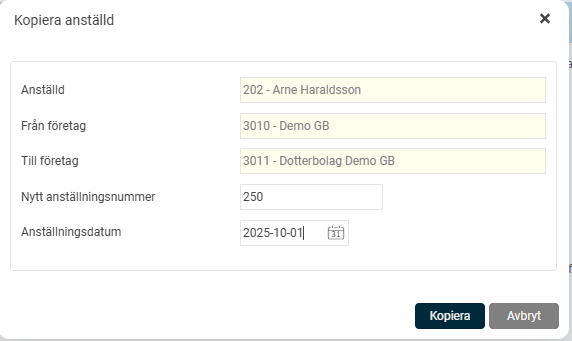 Kopiera anställd
Anställd 202 - Arne Haraldsson
Från företag 3010 - Demo GB
Till företag 3011 - Dotterbolag Demo GB
Nytt anställningsnummer 250
Anställningsdatum 2025-10-01 31
Kopiera Avbryt